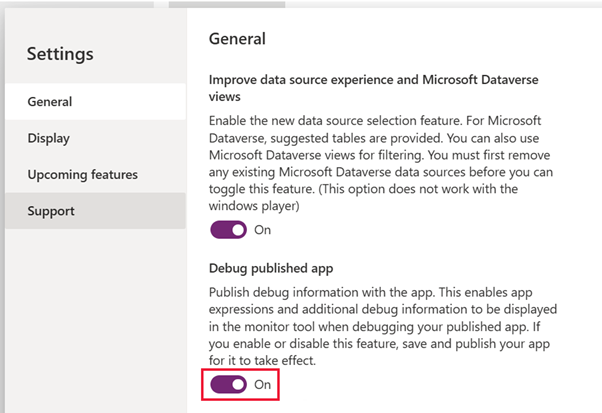 Settings
General
Display
Upcoming features
Support
General
Improve data source experience and Microsoft Dataverse
views
Enable the new data source selection feature. For Microsoft
Dataverse, suggested tables are provided. You can also use
Microsoft Dataverse views for filtering. You must first remove
any existing Microsoft Dataverse data sources before you can
toggle this feature. (This option does not work with the
windows player)
On
Debug published app
Publish debug information with the app. This enables app
expressions and additional debug information to be displayed
in the monitor tool when debugging your published app. If
you enable or disable this feature, save and publish your app
for it to take effect.
On